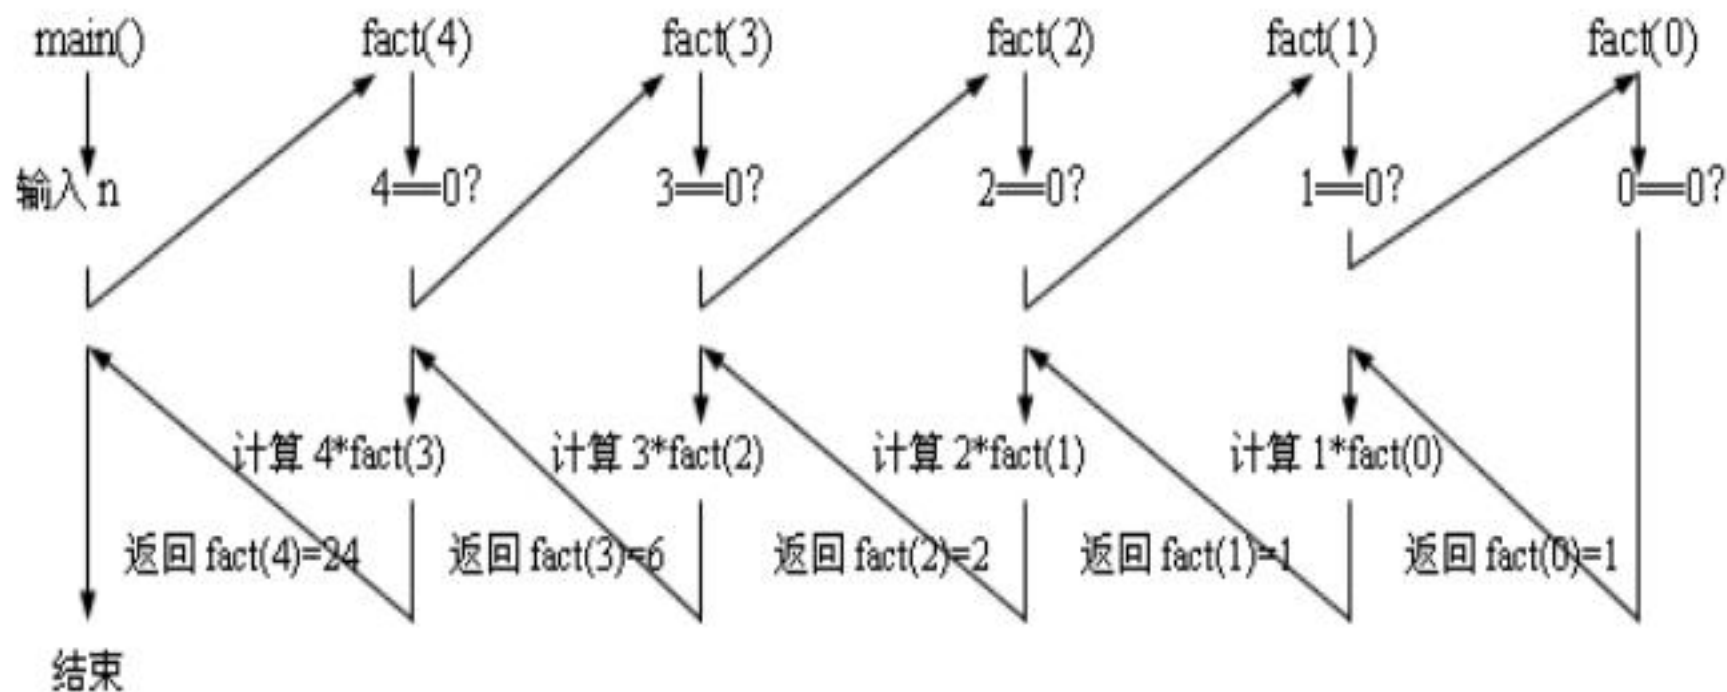 main() fact(4) fact(3) fact(2) fact(1) fact(0)
输入 n 4==0? 3==0? 2==0? 1==0? 0==0?
计算 4*fact(3) 计算 3*fact(2) 计算 2*fact(1) 计算 1*fact(0)
返回 fact(4)=24 返回 fact(3)=6 返回 fact(2)=2 返回 fact(1)=1 返回 fact(0)=1
结束